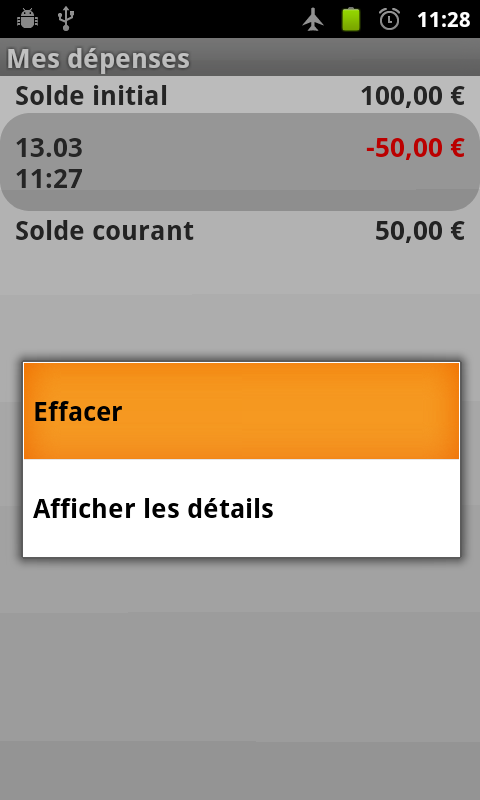 11:28
Mes dépenses
Solde initial 100,00 €
13.03 -50,00 €
11:27
Solde courant 50,00 €
Effacer
Afficher les détails